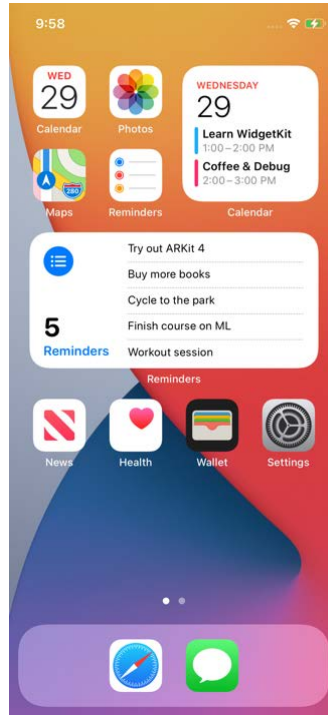 9:58
WED
29
Calendar
Photos
WEDNESDAY
29
Learn WidgetKit
1:00–2:00 PM
Coffee & Debug
2:00–3:00 PM
Calendar
280
Maps
Reminders
Try out ARKit 4
Buy more books
Cycle to the park
Finish course on ML
Workout session
5
Reminders
Reminders
News
Health
Wallet
Settings